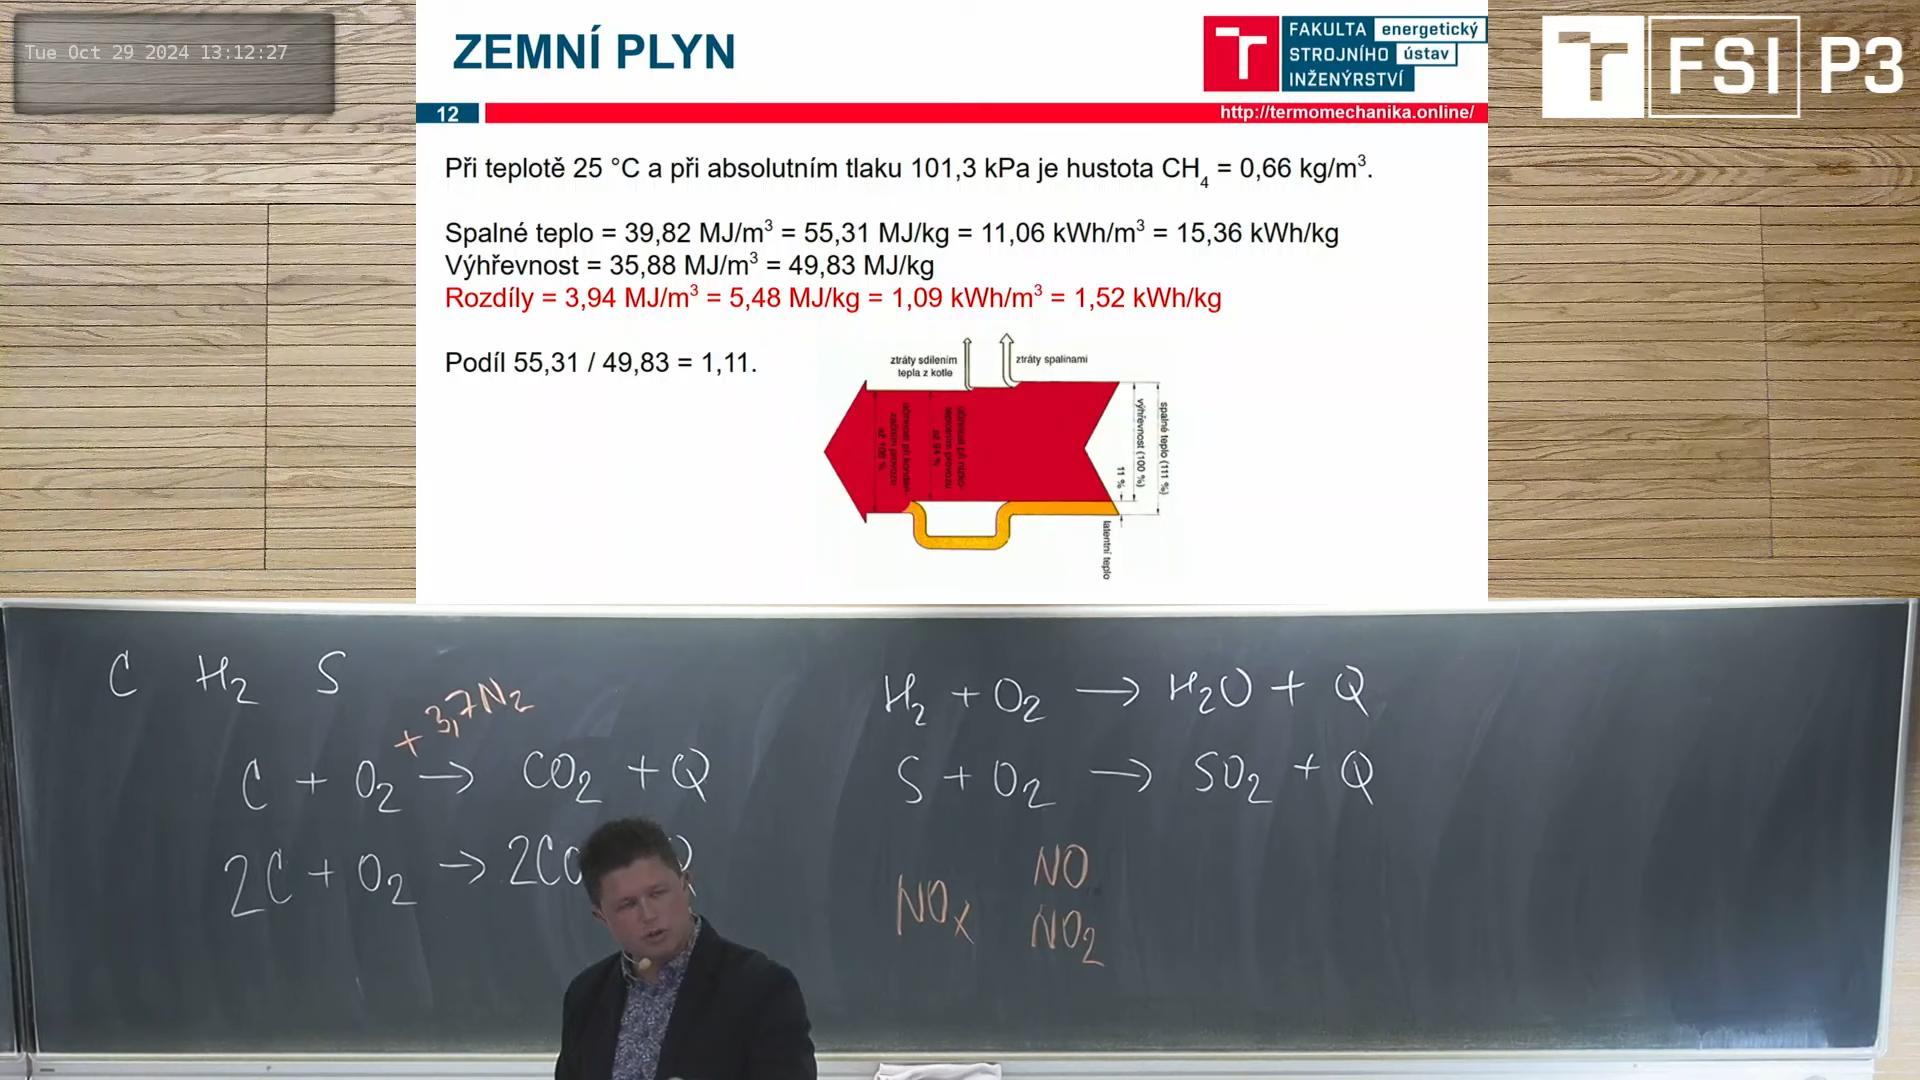 Tue Oct 29 2024 13:12:27
ZEMNÍ PLYN
FAKULTA energetický
STROJNÍHO ústav
INŽENÝRSTVÍ
FSI P3
12
http://termomechanika.online/
Při teplotě 25 °C a při absolutním tlaku 101,3 kPa je hustota CH₄ = 0,66 kg/m³.
Spalné teplo = 39,82 MJ/m³ = 55,31 MJ/kg = 11,06 kWh/m³ = 15,36 kWh/kg
Výhřevnost = 35,88 MJ/m³ = 49,83 MJ/kg
Rozdíly = 3,94 MJ/m³ = 5,48 MJ/kg = 1,09 kWh/m³ = 1,52 kWh/kg
Podíl 55,31 / 49,83 = 1,11.
ztráty sdílením
tepla z kotle
ztráty spalinami
11 %
výhřevnost (100 %)
spalné teplo (111 %)
latentní teplo
C H₂ S
+ 3,7N₂
C + O₂ → CO₂ + Q
2C + O₂ → 2CO
H₂ + O₂ → H₂O + Q
S + O₂ → SO₂ + Q
NOx
NO
NO₂